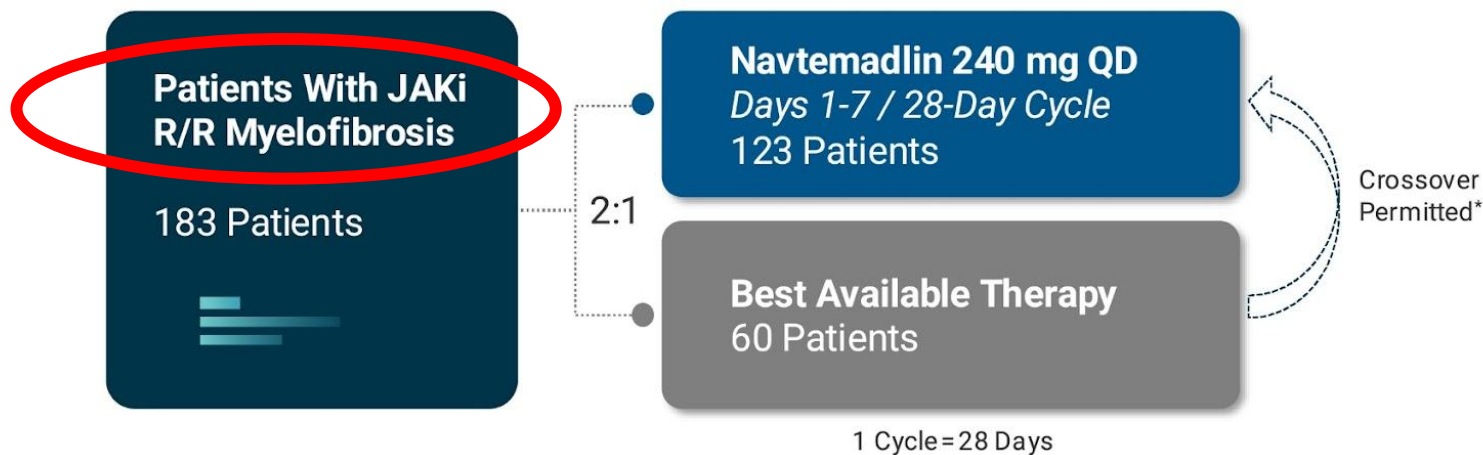 Patients With JAKi
R/R Myelofibrosis
183 Patients
2:1
Navtemadlin 240 mg QD
Days 1-7 / 28-Day Cycle
123 Patients
Best Available Therapy
60 Patients
Crossover
Permitted*
1 Cycle=28 Days